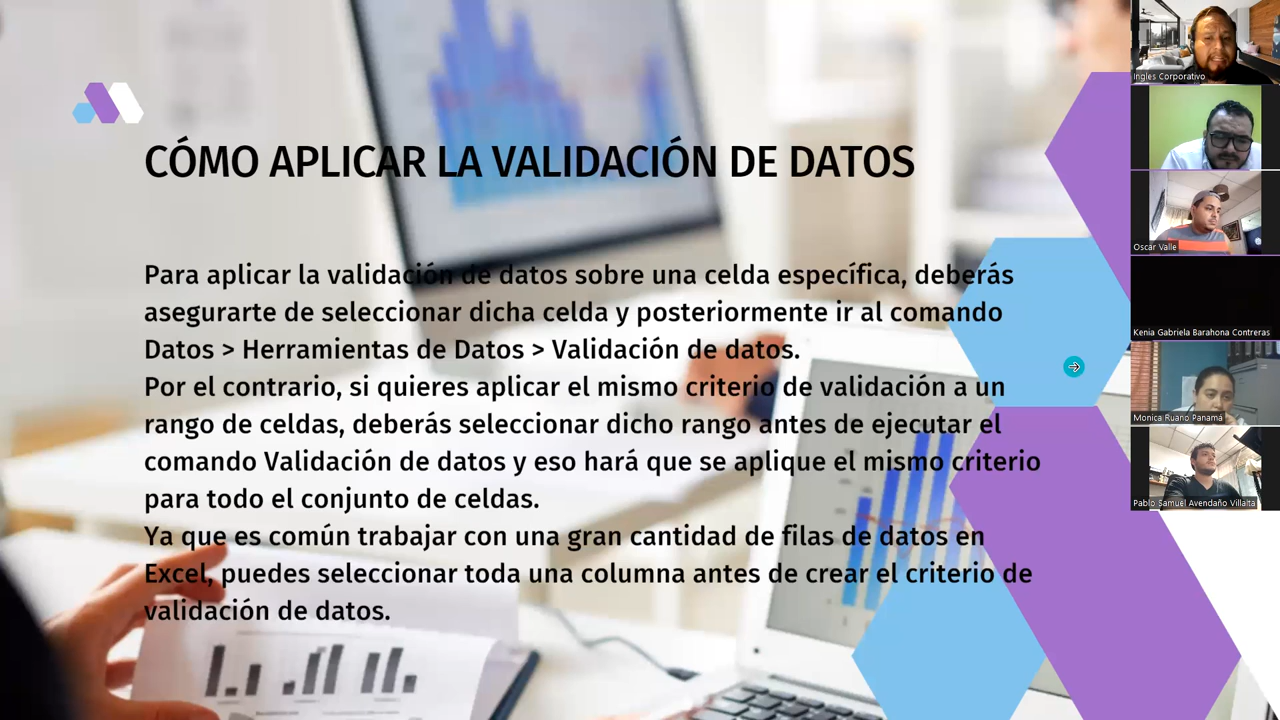 CÓMO APLICAR LA VALIDACIÓN DE DATOS
Para aplicar la validación de datos sobre una celda específica, deberás
asegurarte de seleccionar dicha celda y posteriormente ir al comando
Datos > Herramientas de Datos > Validación de datos.
Por el contrario, si quieres aplicar el mismo criterio de validación a un
rango de celdas, deberás seleccionar dicho rango antes de ejecutar el
comando Validación de datos y eso hará que se aplique el mismo criterio
para todo el conjunto de celdas.
Ya que es común trabajar con una gran cantidad de filas de datos en
Excel, puedes seleccionar toda una columna antes de crear el criterio de
validación de datos.
Ingles Corporativo
Oscar Valle
Kenia Gabriela Barahona Contreras
Monica Ruano Panamá
Pablo Samuel Avendaño Villalta